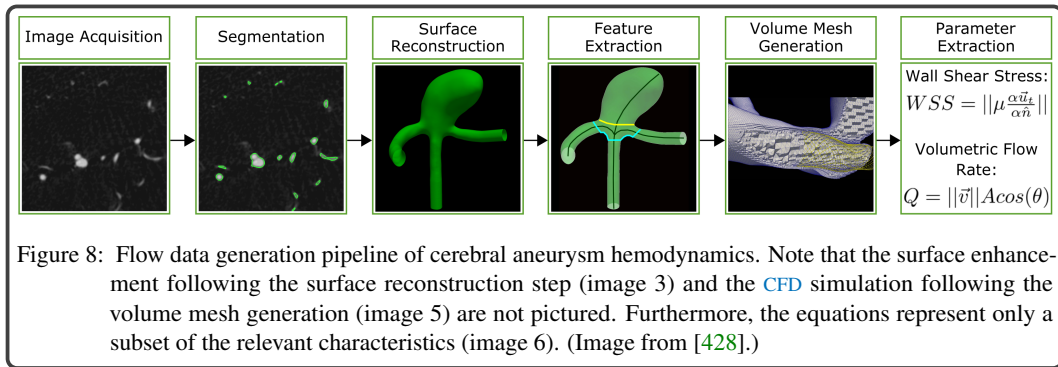 Image Acquisition
Segmentation
Surface
Reconstruction
Feature
Extraction
Volume Mesh
Generation
Parameter
Extraction
Wall Shear Stress:
WSS = ||μ αu⃗_t/αn̂||
Volumetric Flow
Rate:
Q = ||v⃗||Acos(θ)
Figure 8: Flow data generation pipeline of cerebral aneurysm hemodynamics. Note that the surface enhance-
ment following the surface reconstruction step (image 3) and the CFD simulation following the
volume mesh generation (image 5) are not pictured. Furthermore, the equations represent only a
subset of the relevant characteristics (image 6). (Image from [428].)